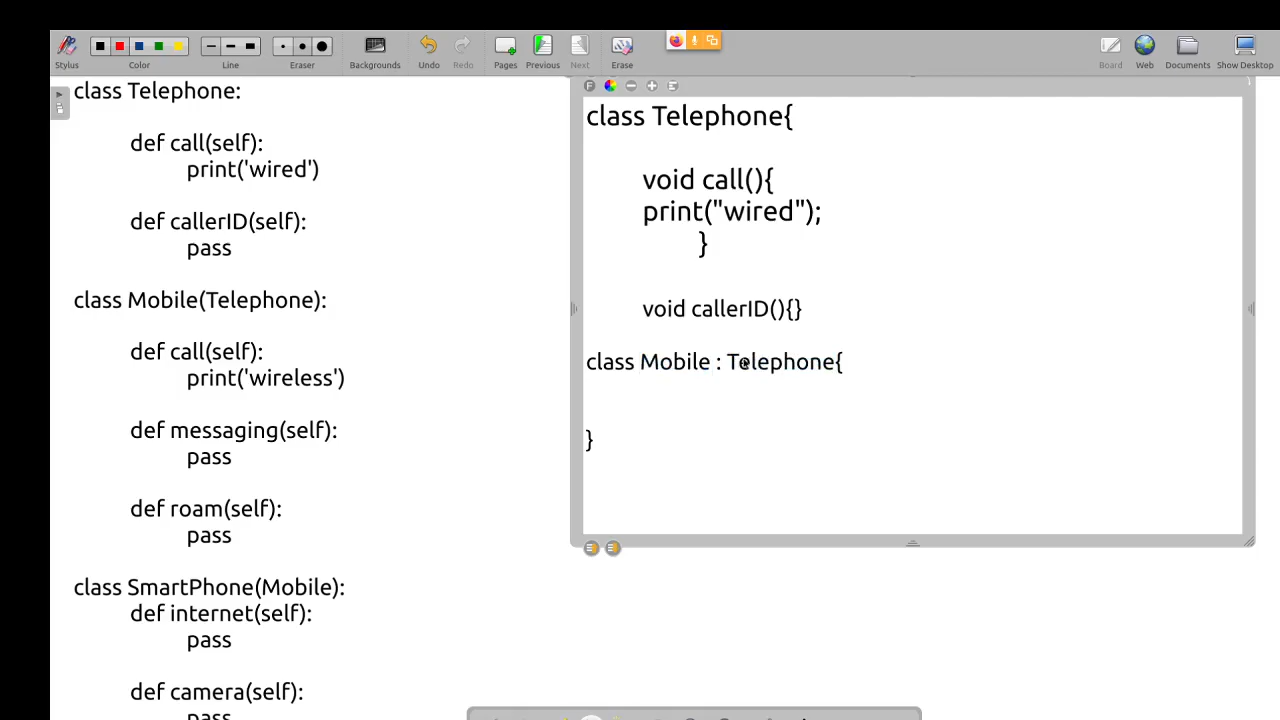 Stylus
Color
Line
Eraser
Backgrounds
Undo
Redo
Pages
Previous
Next
Erase
Board
Web
Documents
Show Desktop
class Telephone:
def call(self):
print('wired')
def callerID(self):
pass
class Mobile(Telephone):
def call(self):
print('wireless')
def messaging(self):
pass
def roam(self):
pass
class SmartPhone(Mobile):
def internet(self):
pass
def camera(self):
pass
class Telephone{
void call(){
print("wired");
}
void callerID(){}
class Mobile : Telephone{
}